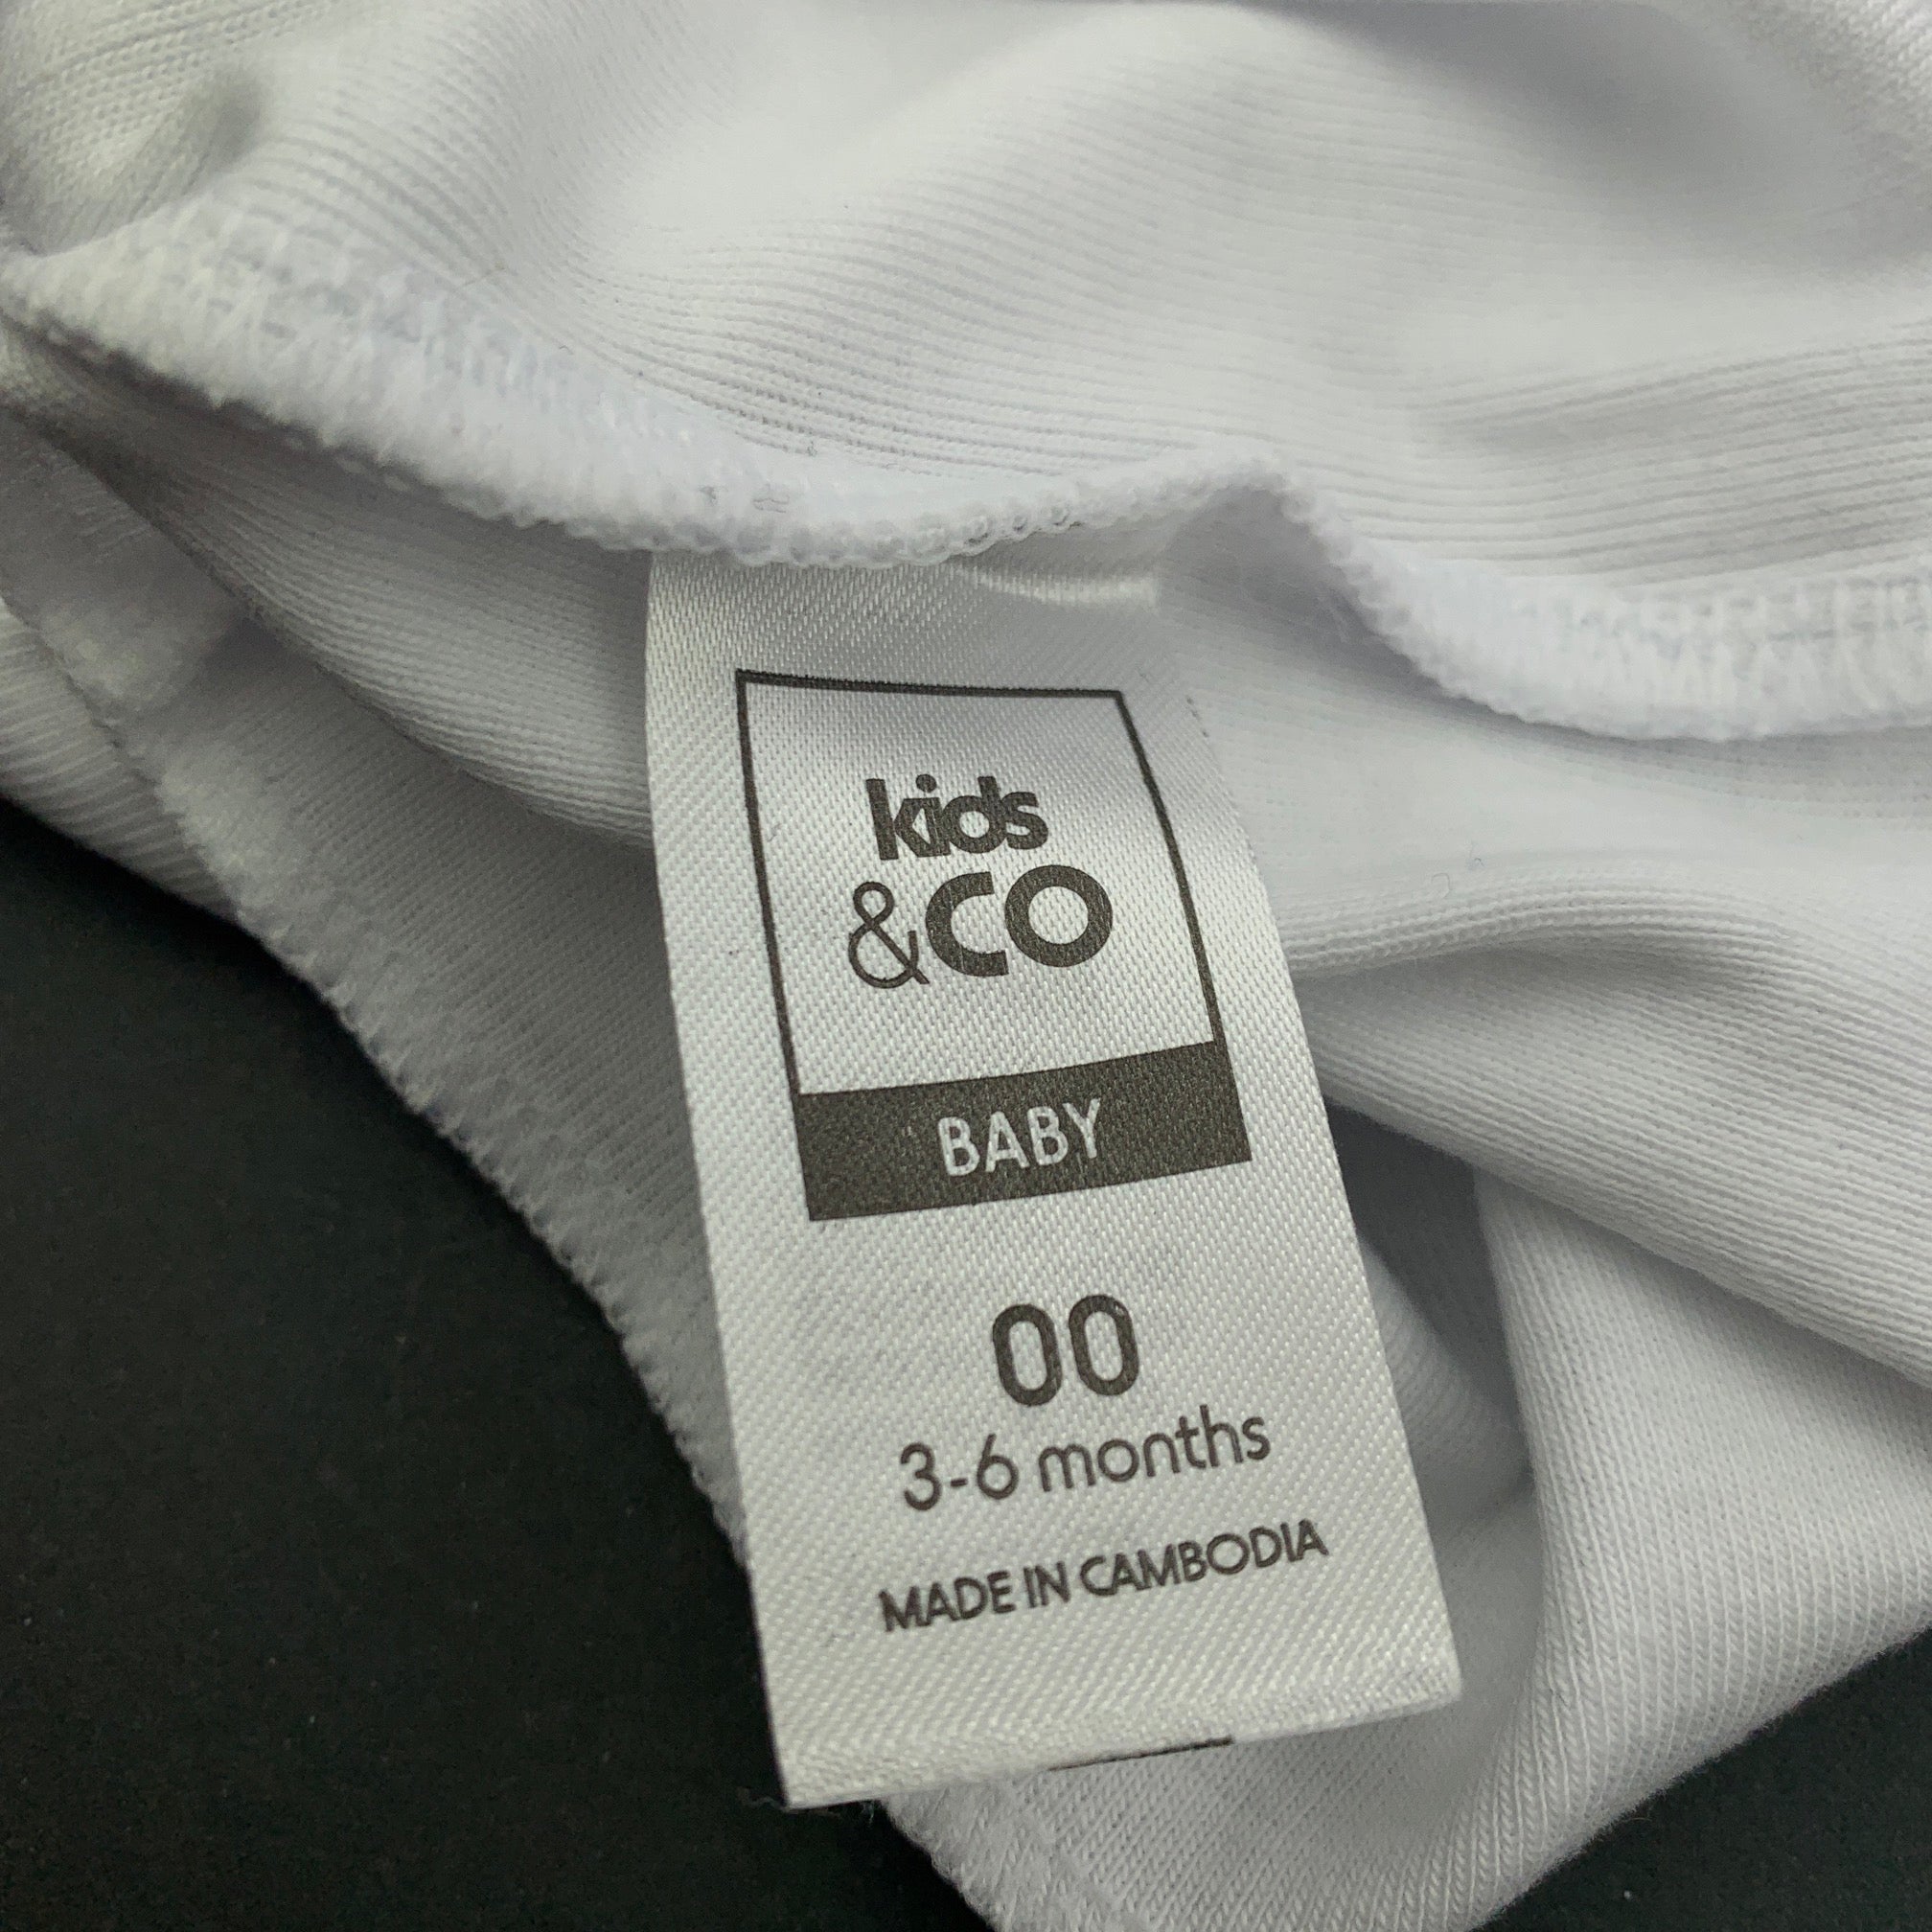 kids
&CO
BABY
00
3-6 months
MADE IN CAMBODIA